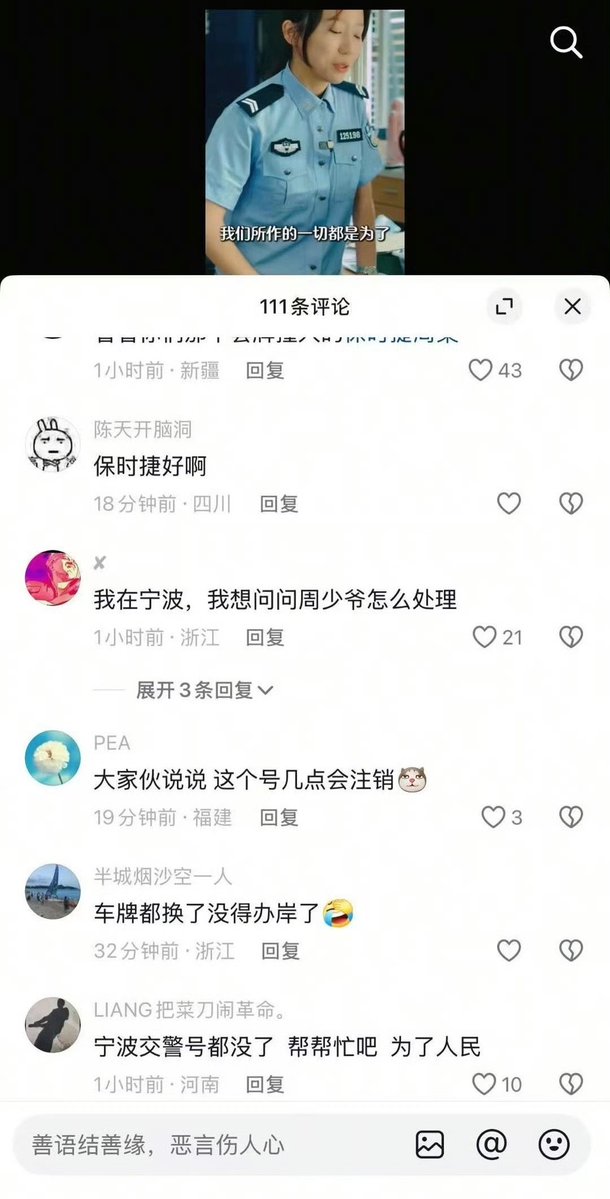 125198
我们所作的一切都是为了
111条评论
1小时前 · 新疆 回复
43
陈天开脑洞
保时捷好啊
18分钟前 · 四川 回复
✘
我在宁波，我想问问周少爷怎么处理
1小时前 · 浙江 回复
21
展开3条回复
PEA
大家伙说说 这个号几点会注销
19分钟前 · 福建 回复
3
半城烟沙空一人
车牌都换了没得办岸了
32分钟前 · 浙江 回复
LIANG把菜刀闹革命。
宁波交警号都没了 帮帮忙吧 为了人民
1小时前 · 河南 回复
10
善语结善缘，恶言伤人心